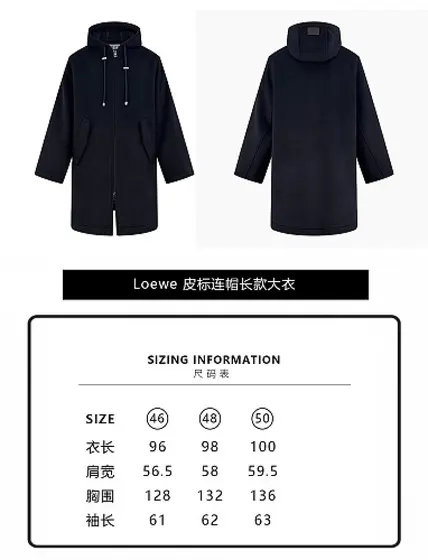 Loewe 皮标连帽长款大衣
SIZING INFORMATION
尺码表
SIZE 46 48 50
衣长 96 98 100
肩宽 56.5 58 59.5
胸围 128 132 136
袖长 61 62 63